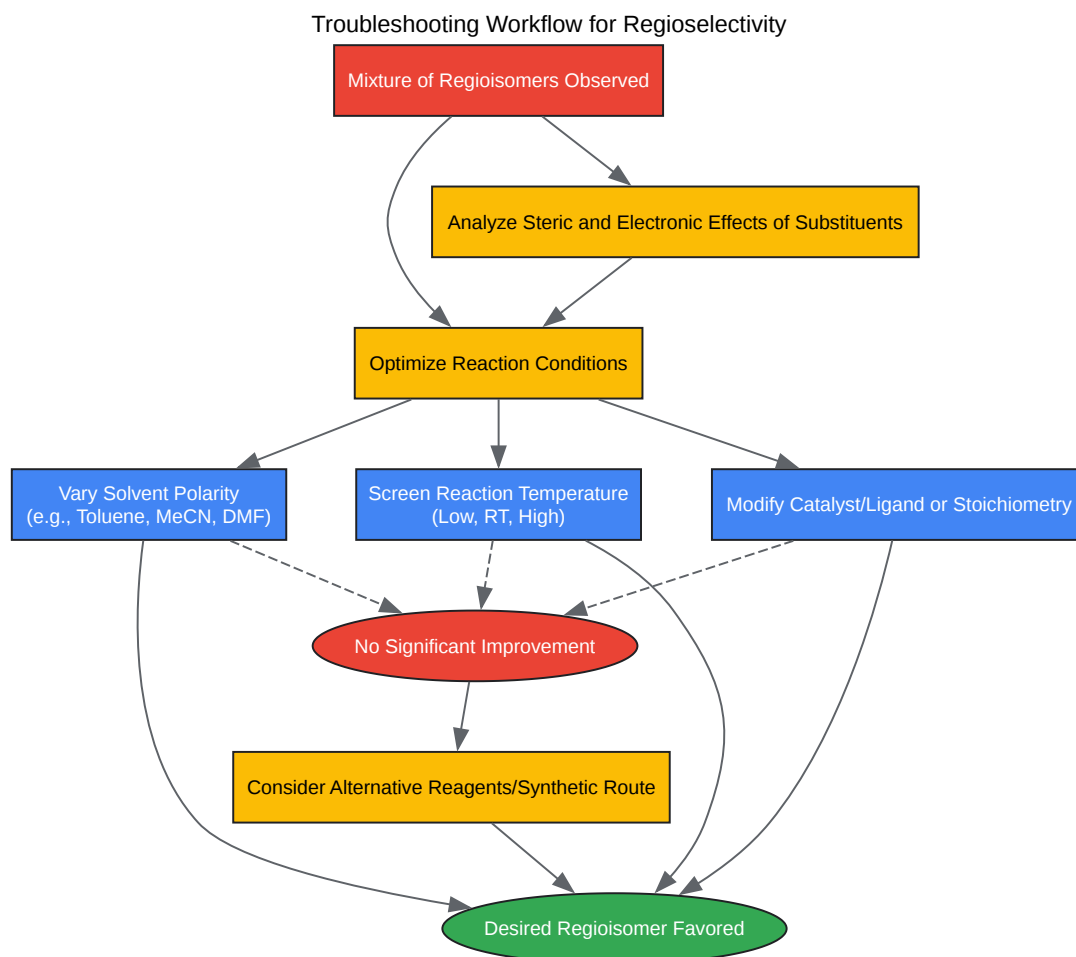 Troubleshooting Workflow for Regioselectivity
Mixture of Regioisomers Observed
Analyze Steric and Electronic Effects of Substituents
Optimize Reaction Conditions
Vary Solvent Polarity
(e.g., Toluene, MeCN, DMF)
Screen Reaction Temperature
(Low, RT, High)
Modify Catalyst/Ligand or Stoichiometry
No Significant Improvement
Consider Alternative Reagents/Synthetic Route
Desired Regioisomer Favored